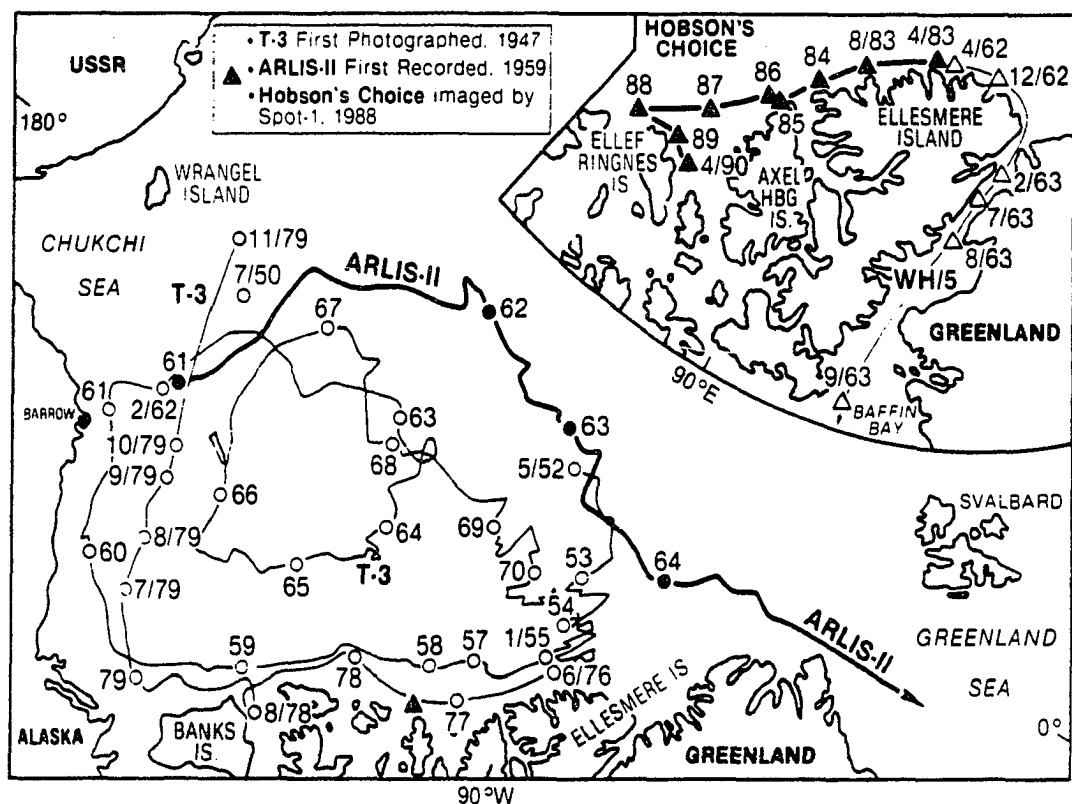 USSR
180°
• T-3 First Photographed. 1947
▲ • ARLIS-II First Recorded. 1959
• Hobson's Choice imaged by
Spot-1, 1988
HOBSON'S
CHOICE
88
87
86
85
84
8/83
4/83
4/62
12/62
89
4/90
ELLEF
RINGNES
IS
AXEL
HBG
IS.
ELLESMERE
ISLAND
2/63
7/63
8/63
WH/5
GREENLAND
9/63
BAFFIN
BAY
90°E
WRANGEL
ISLAND
CHUKCHI
SEA
11/79
7/50
T-3
ARLIS-II
67
62
61
61
2/62
BARROW
63
63
68
10/79
9/79
5/52
66
SVALBARD
8/79
64
69
60
65
T-3
70
53
64
7/79
54
ARLIS-II
GREENLAND
SEA
59
58
57
1/55
79
78
6/76
8/78
77
ALASKA
BANKS
IS.
ELLESMERE IS
GREENLAND
0°
90°W